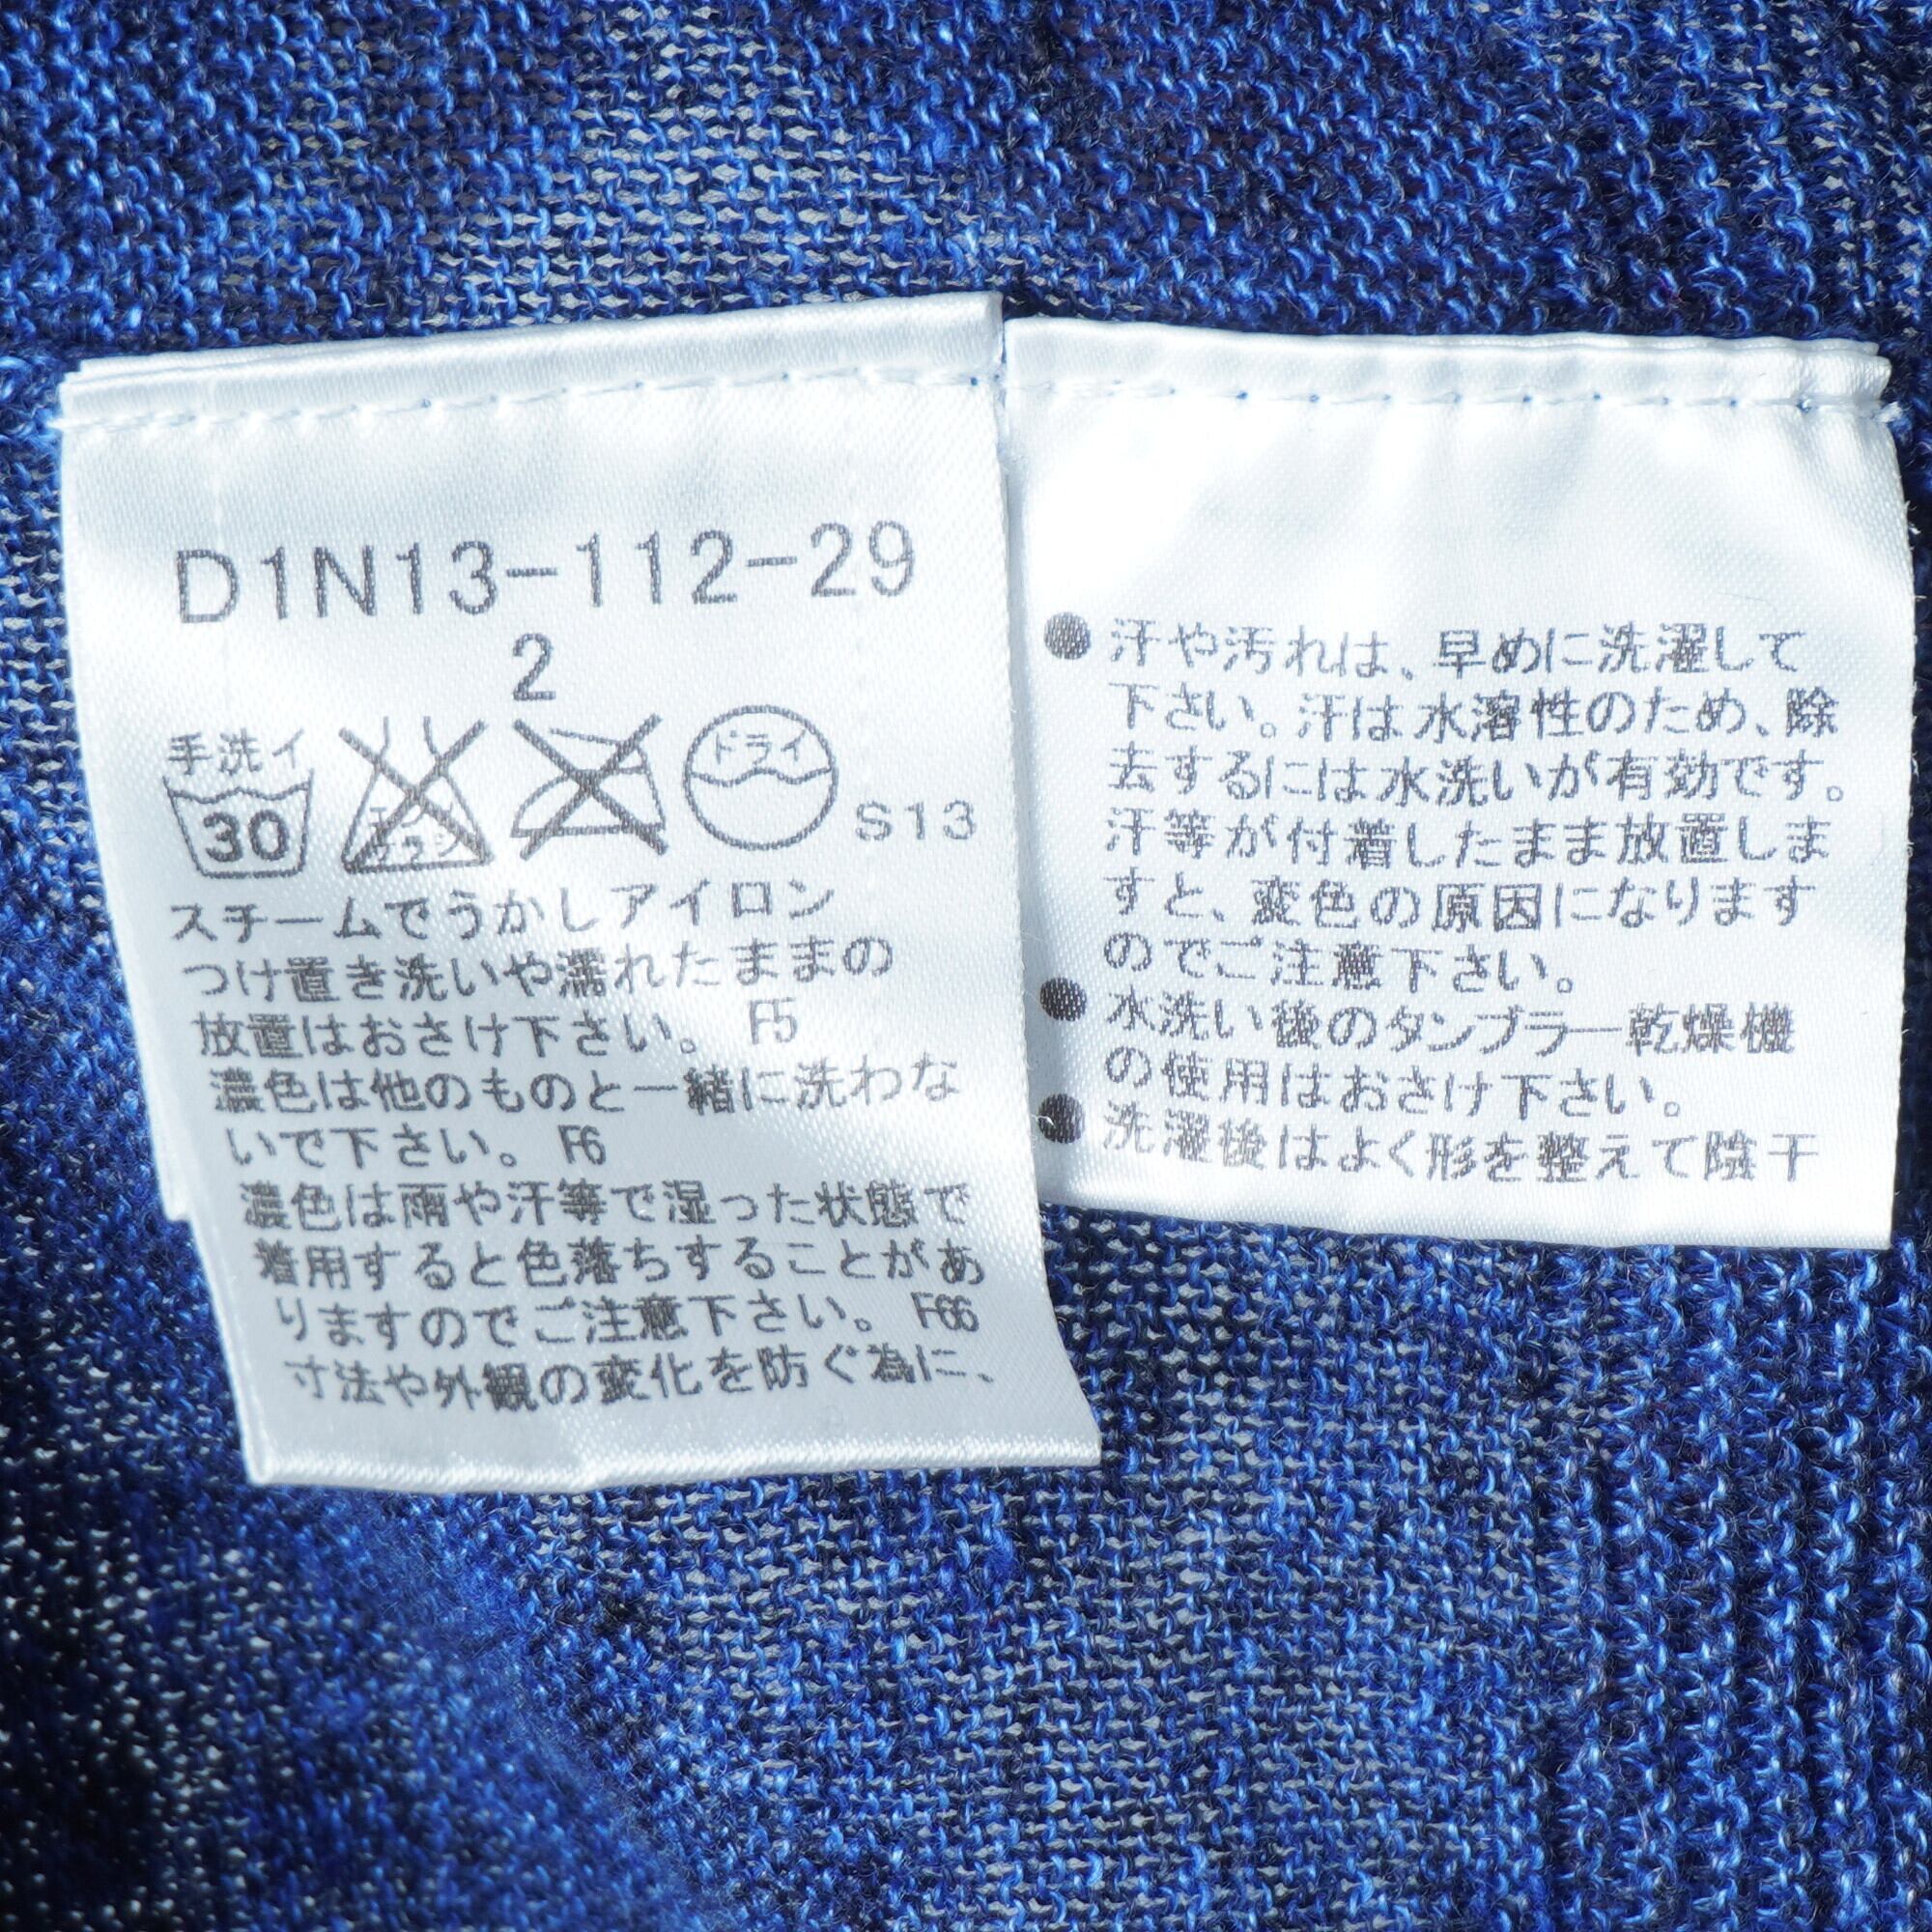 D1N13-112-29
2
手洗イ
30
エンソ
サラシ
ドライ
S13
スチームでうかしアイロン
つけ置き洗いや濡れたままの
放置はおさけ下さい。 F5
濃色は他のものと一緒に洗わな
いで下さい。 F6
濃色は雨や汗等で湿った状態で
着用すると色落ちすることがあ
りますのでご注意下さい。 F66
寸法や外観の変化を防ぐ為に、
●汗や汚れは、早めに洗濯して
下さい。汗は水溶性のため、除
去するには水洗いが有効です。
汗等が付着したまま放置しま
すと、変色の原因になります
のでご注意下さい。
●水洗い後のタンブラー乾燥機
の使用はおさけ下さい。
●洗濯後はよく形を整えて陰干